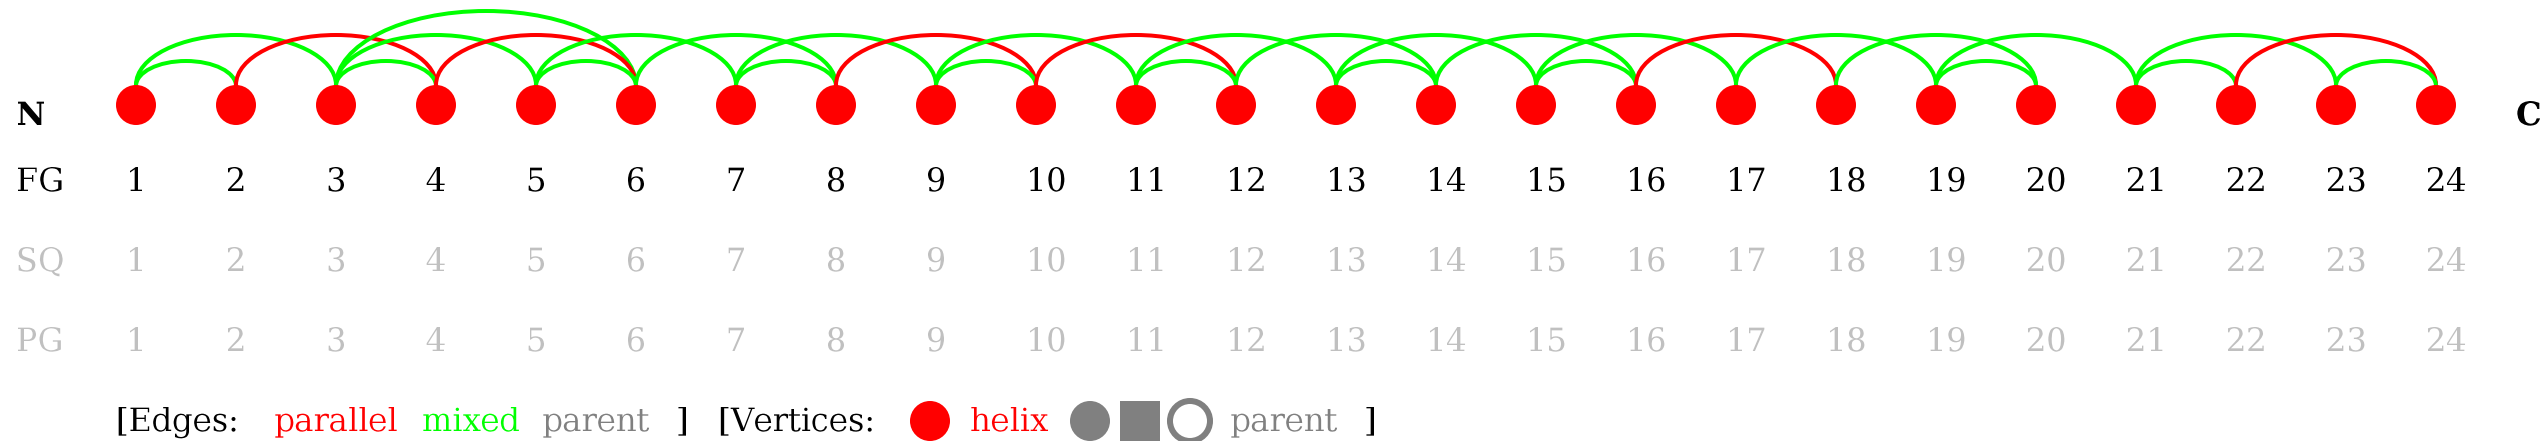 N C
FG 1 2 3 4 5 6 7 8 9 10 11 12 13 14 15 16 17 18 19 20 21 22 23 24
SQ 1 2 3 4 5 6 7 8 9 10 11 12 13 14 15 16 17 18 19 20 21 22 23 24
PG 1 2 3 4 5 6 7 8 9 10 11 12 13 14 15 16 17 18 19 20 21 22 23 24
[Edges: parallel mixed parent ] [Vertices: helix parent ]